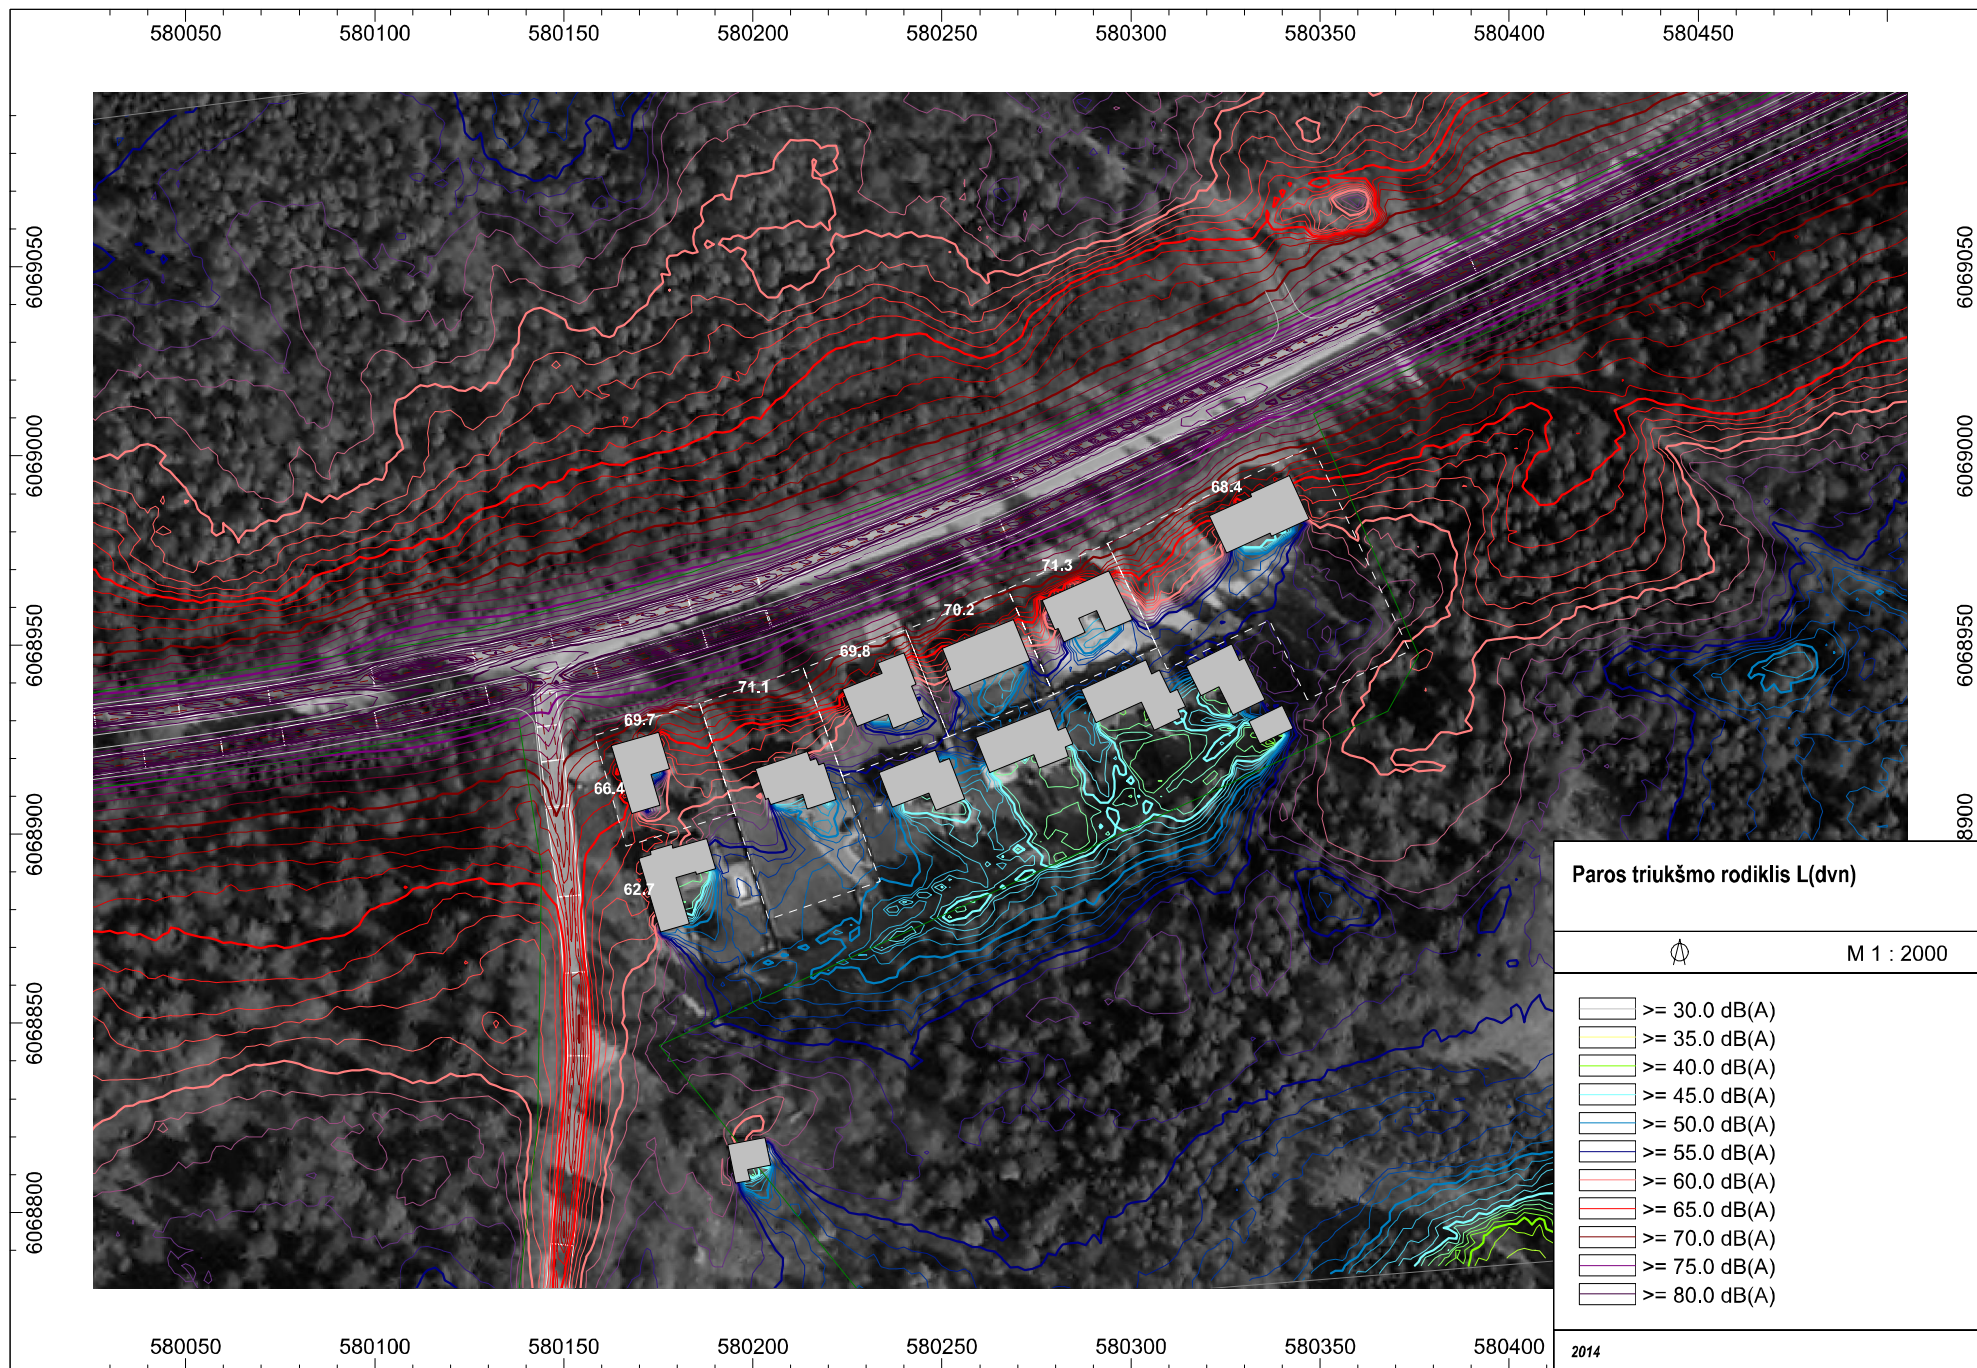 580050 580100 580150 580200 580250 580300 580350 580400 580450
6069050 6069050
6069000 6069000
6068950 6068950
6068900 8900
6068850
6068800
68.4
71.3
70.2
69.8
71.1
69.7
66.4
62.7
Paros triukšmo rodiklis L(dvn)
M 1 : 2000
>= 30.0 dB(A)
>= 35.0 dB(A)
>= 40.0 dB(A)
>= 45.0 dB(A)
>= 50.0 dB(A)
>= 55.0 dB(A)
>= 60.0 dB(A)
>= 65.0 dB(A)
>= 70.0 dB(A)
>= 75.0 dB(A)
>= 80.0 dB(A)
2014
580050 580100 580150 580200 580250 580300 580350 580400